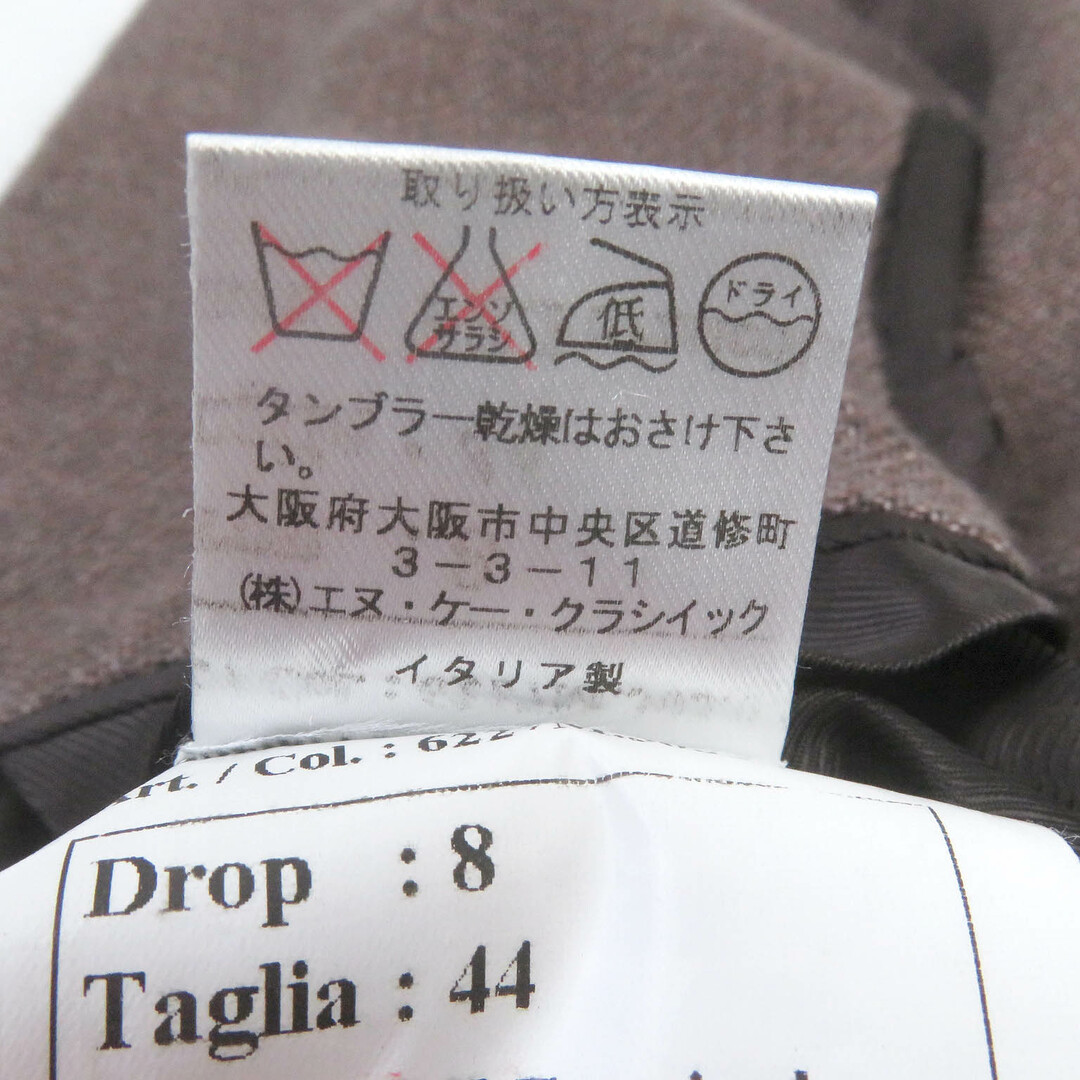 取り扱い方表示
エンソ
サラシ
低
ドライ
タンブラー乾燥はおさけ下さ
い。
大阪府大阪市中央区道修町
3-3-11
(株)エヌ・ケー・クラシイック
イタリア製
Art. / Col. : 622
Drop : 8
Taglia : 44